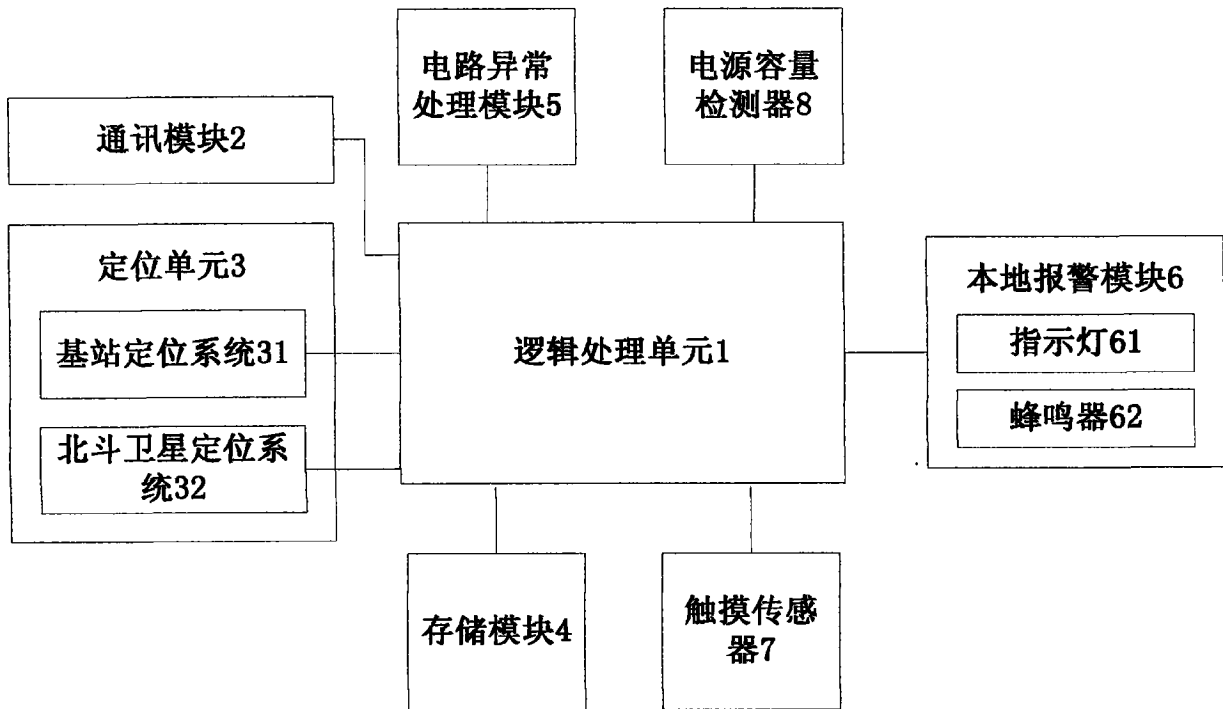 电路异常
处理模块5
电源容量
检测器8
通讯模块2
定位单元3
基站定位系统31
北斗卫星定位系
统32
逻辑处理单元1
本地报警模块6
指示灯61
蜂鸣器62
存储模块4
触摸传感
器7